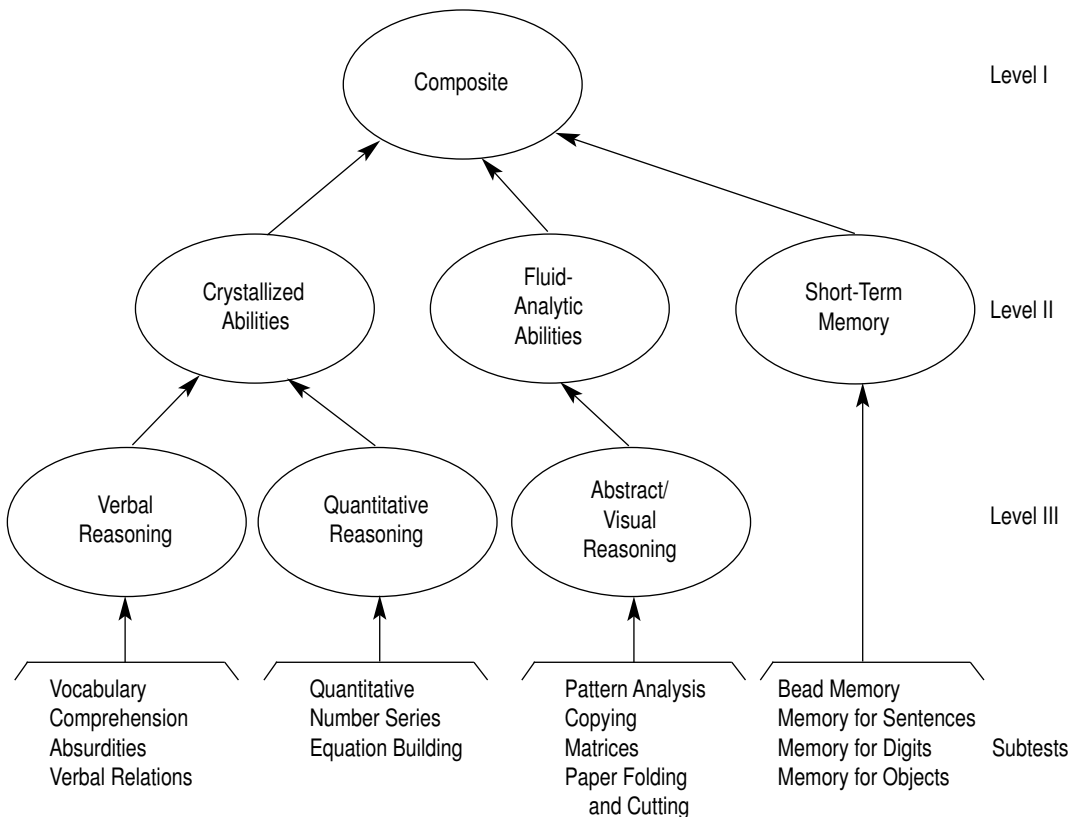 Composite
Level I
Crystallized
Abilities
Fluid-
Analytic
Abilities
Short-Term
Memory
Level II
Verbal
Reasoning
Quantitative
Reasoning
Abstract/
Visual
Reasoning
Level III
Vocabulary
Comprehension
Absurdities
Verbal Relations
Quantitative
Number Series
Equation Building
Pattern Analysis
Copying
Matrices
Paper Folding
and Cutting
Bead Memory
Memory for Sentences
Memory for Digits
Memory for Objects
Subtests